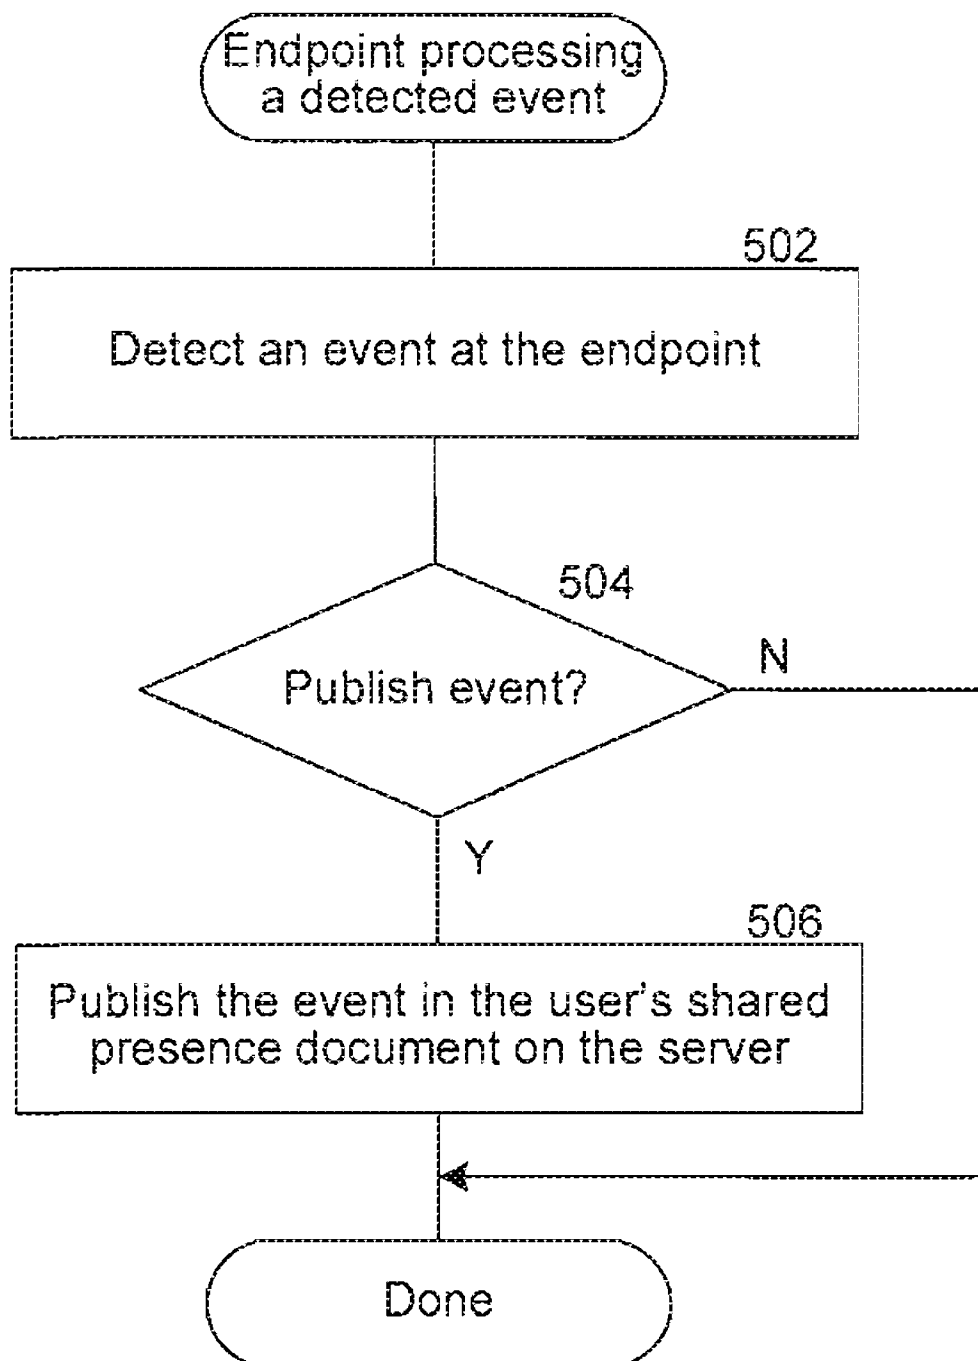 Endpoint processing
a detected event
502
Detect an event at the endpoint
504
Publish event?
N
Y
506
Publish the event in the user's shared
presence document on the server
Done